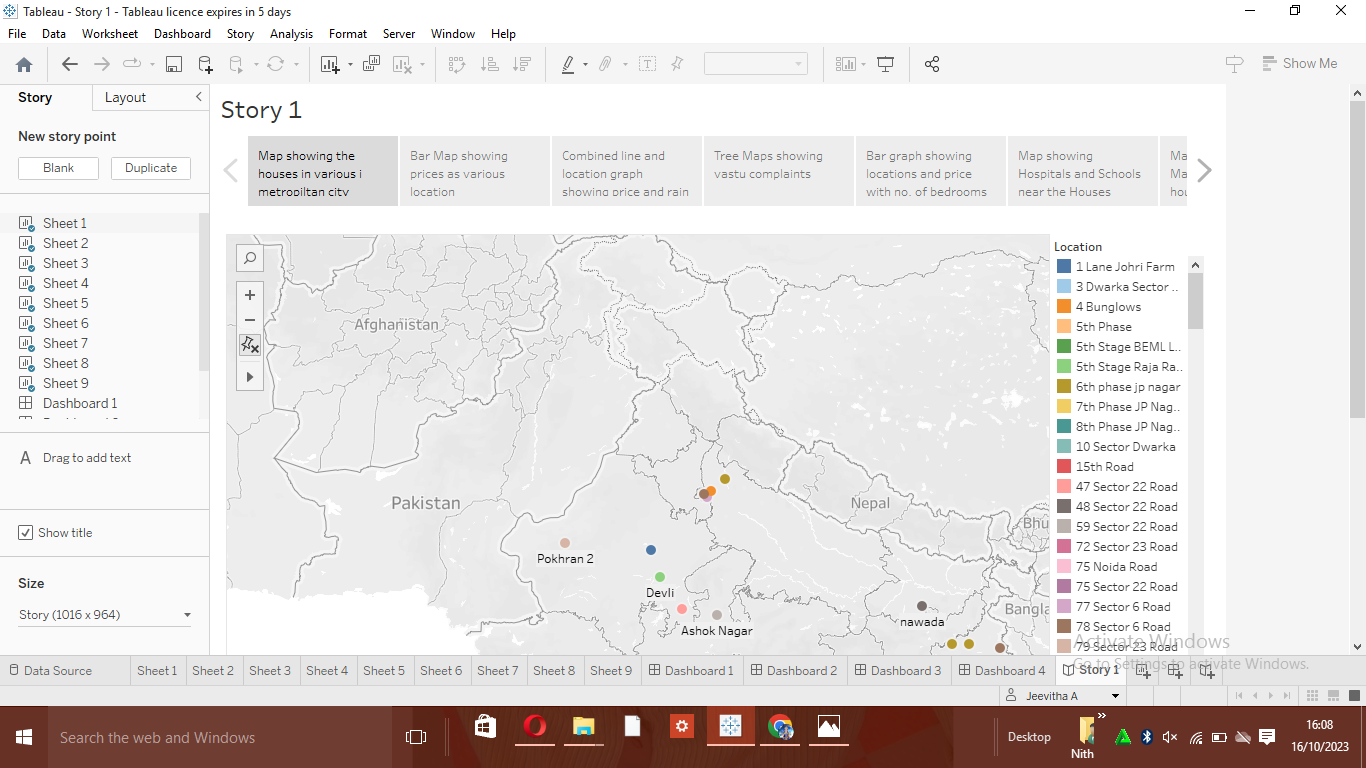 Tableau - Story 1 - Tableau licence expires in 5 days
File Data Worksheet Dashboard Story Analysis Format Server Window Help
Show Me
Story Layout
New story point
Blank Duplicate
Sheet 1
Sheet 2
Sheet 3
Sheet 4
Sheet 5
Sheet 6
Sheet 7
Sheet 8
Sheet 9
Dashboard 1
A Drag to add text
Show title
Size
Story (1016 x 964)
Story 1
Map showing the
houses in various i
metropiltan city
Bar Map showing
prices as various
location
Combined line and
location graph
showing price and rain
Tree Maps showing
vastu complaints
Bar graph showing
locations and price
with no. of bedrooms
Map showing
Hospitals and Schools
near the Houses
Ma
Ma
hou
Afghanistan
Pakistan
Nepal
Bhu
Bangla
Pokhran 2
Devli
Ashok Nagar
nawada
Location
1 Lane Johri Farm
3 Dwarka Sector ..
4 Bunglows
5th Phase
5th Stage BEML L..
5th Stage Raja Ra..
6th phase jp nagar
7th Phase JP Nag..
8th Phase JP Nag..
10 Sector Dwarka
15th Road
47 Sector 22 Road
48 Sector 22 Road
59 Sector 22 Road
72 Sector 23 Road
75 Noida Road
75 Sector 22 Road
77 Sector 6 Road
78 Sector 6 Road
79 Sector 23 Road
Activate Windows
Go to Settings to activate Windows.
Data Source Sheet 1 Sheet 2 Sheet 3 Sheet 4 Sheet 5 Sheet 6 Sheet 7 Sheet 8 Sheet 9 Dashboard 1 Dashboard 2 Dashboard 3 Dashboard 4 Story 1
Jeevitha A
Search the web and Windows
Desktop
Nith
16:08
16/10/2023